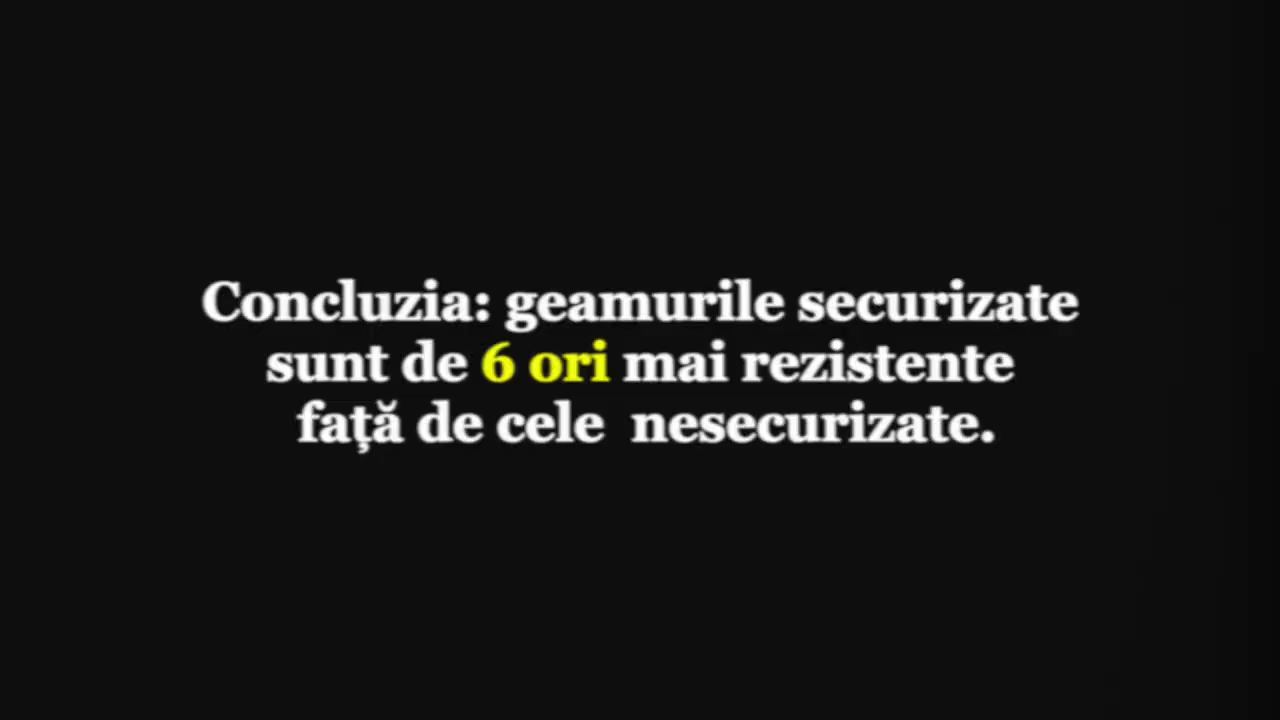 Concluzia: geamurile securizate
sunt de 6 ori mai rezistente
față de cele  nesecurizate.